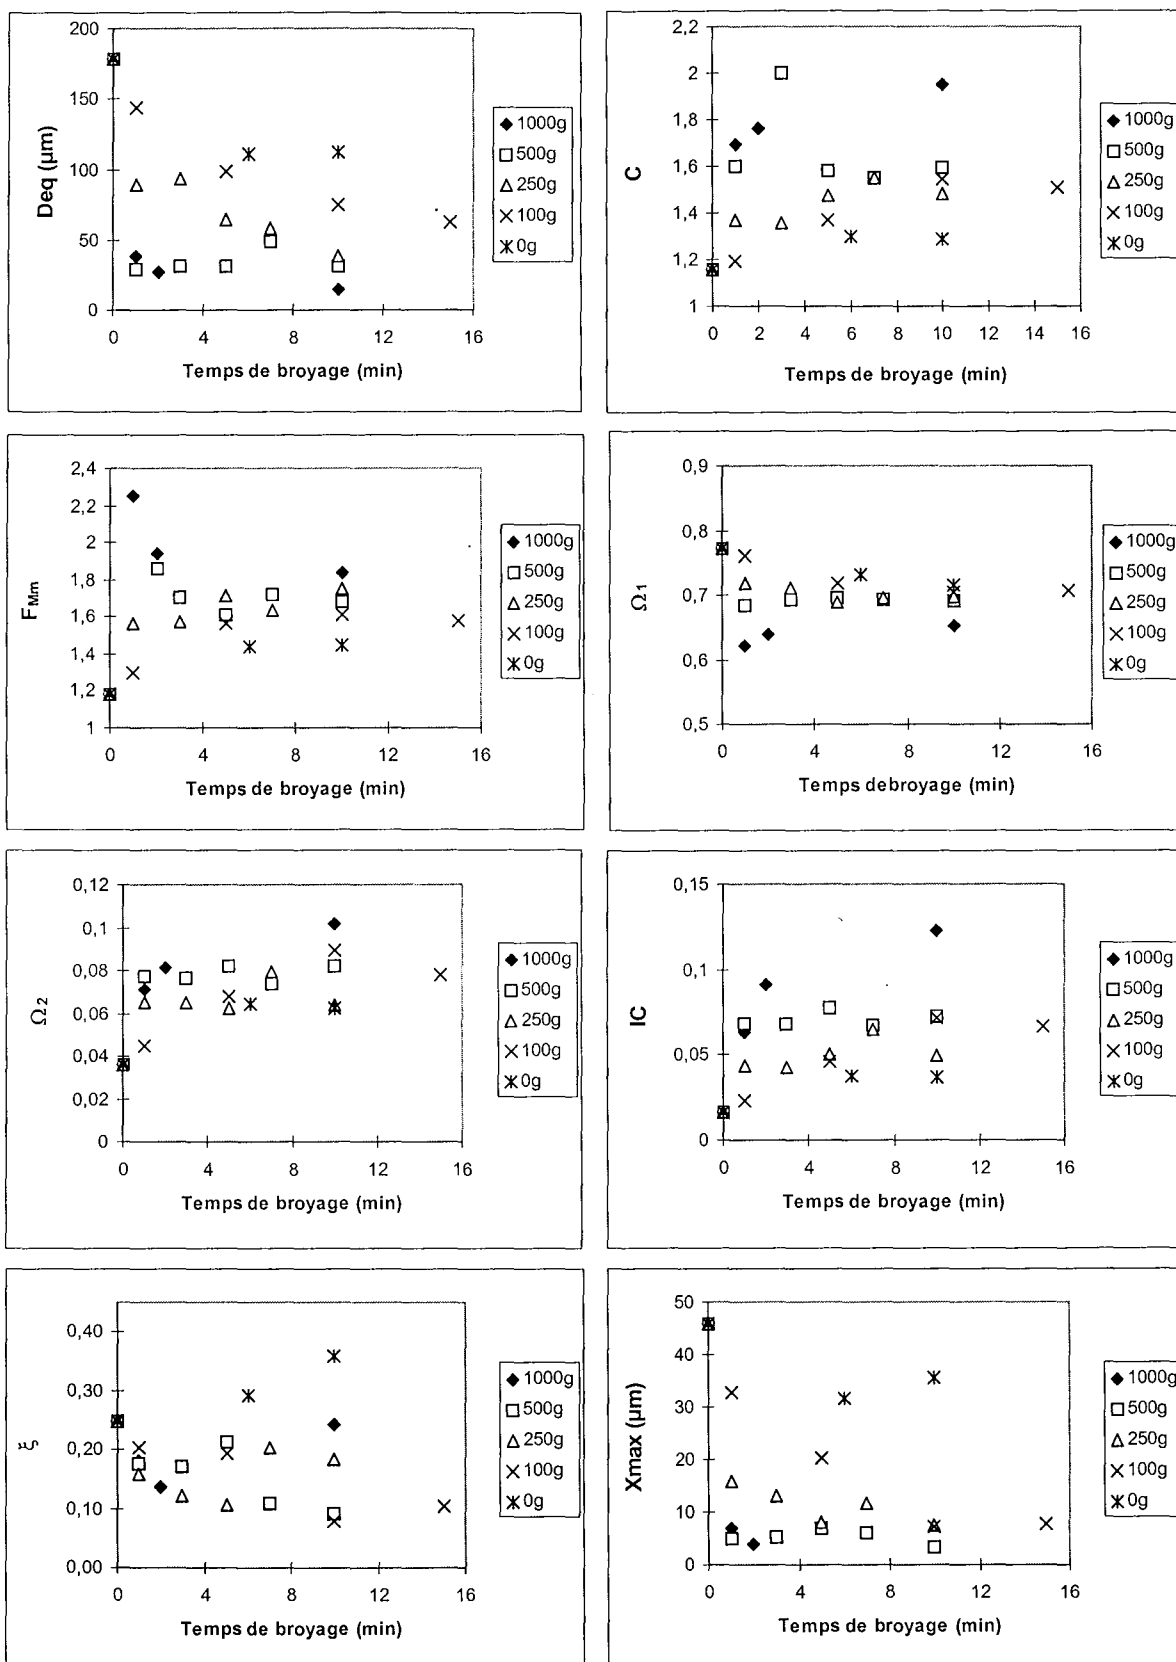 Deq (µm)
200
150
100
50
0
0 4 8 12 16
Temps de broyage (min)
1000g
500g
250g
100g
0g
C
2,2
2
1,8
1,6
1,4
1,2
1
0 2 4 6 8 10 12 14 16
Temps de broyage (min)
1000g
500g
250g
100g
0g
FMm
2,4
2,2
2
1,8
1,6
1,4
1,2
1
0 4 8 12 16
Temps de broyage (min)
1000g
500g
250g
100g
0g
Ω1
0,9
0,8
0,7
0,6
0,5
0 4 8 12 16
Temps debroyage (min)
1000g
500g
250g
100g
0g
Ω2
0,12
0,1
0,08
0,06
0,04
0,02
0
0 4 8 12 16
Temps de broyage (min)
1000g
500g
250g
100g
0g
IC
0,15
0,1
0,05
0
0 4 8 12 16
Temps de broyage (min)
1000g
500g
250g
100g
0g
ξ
0,40
0,30
0,20
0,10
0,00
0 4 8 12 16
Temps de broyage (min)
1000g
500g
250g
100g
0g
Xmax (µm)
50
40
30
20
10
0
0 4 8 12 16
Temps de broyage (min)
1000g
500g
250g
100g
0g